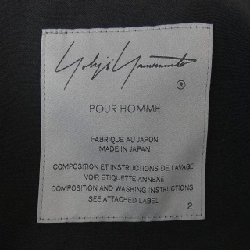 Yohji Yamamoto ®
POUR HOMME
FABRIQUE AU JAPON
MADE IN JAPAN
COMPOSITION ET INSTRUCTIONS DE LAVAGE
VOIR ETIQUETTE ANNEXE
COMPOSITION AND WASHING INSTRUCTIONS
SEE ATTACHED LABEL
2